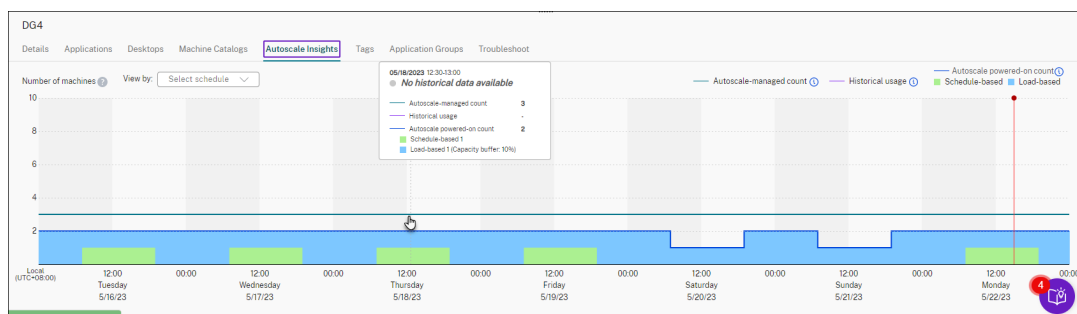 DG4
Details Applications Desktops Machine Catalogs Autoscale Insights Tags Application Groups Troubleshoot
Number of machines View by: Select schedule
05/18/2023 12:30-13:00
No historical data available
Autoscale-managed count 3
Historical usage -
Autoscale powered-on count 2
Schedule-based 1
Load-based 1 (Capacity buffer: 10%)
Autoscale-managed count Historical usage Autoscale powered-on count
Schedule-based Load-based
10
8
6
4
2
Local
(UTC+08:00)
12:00 00:00 12:00 00:00 12:00 00:00 12:00 00:00 12:00 00:00 12:00 00:00 12:00 00:0
Tuesday Wednesday Thursday Friday Saturday Sunday Monday
5/16/23 5/17/23 5/18/23 5/19/23 5/20/23 5/21/23 5/22/23
4